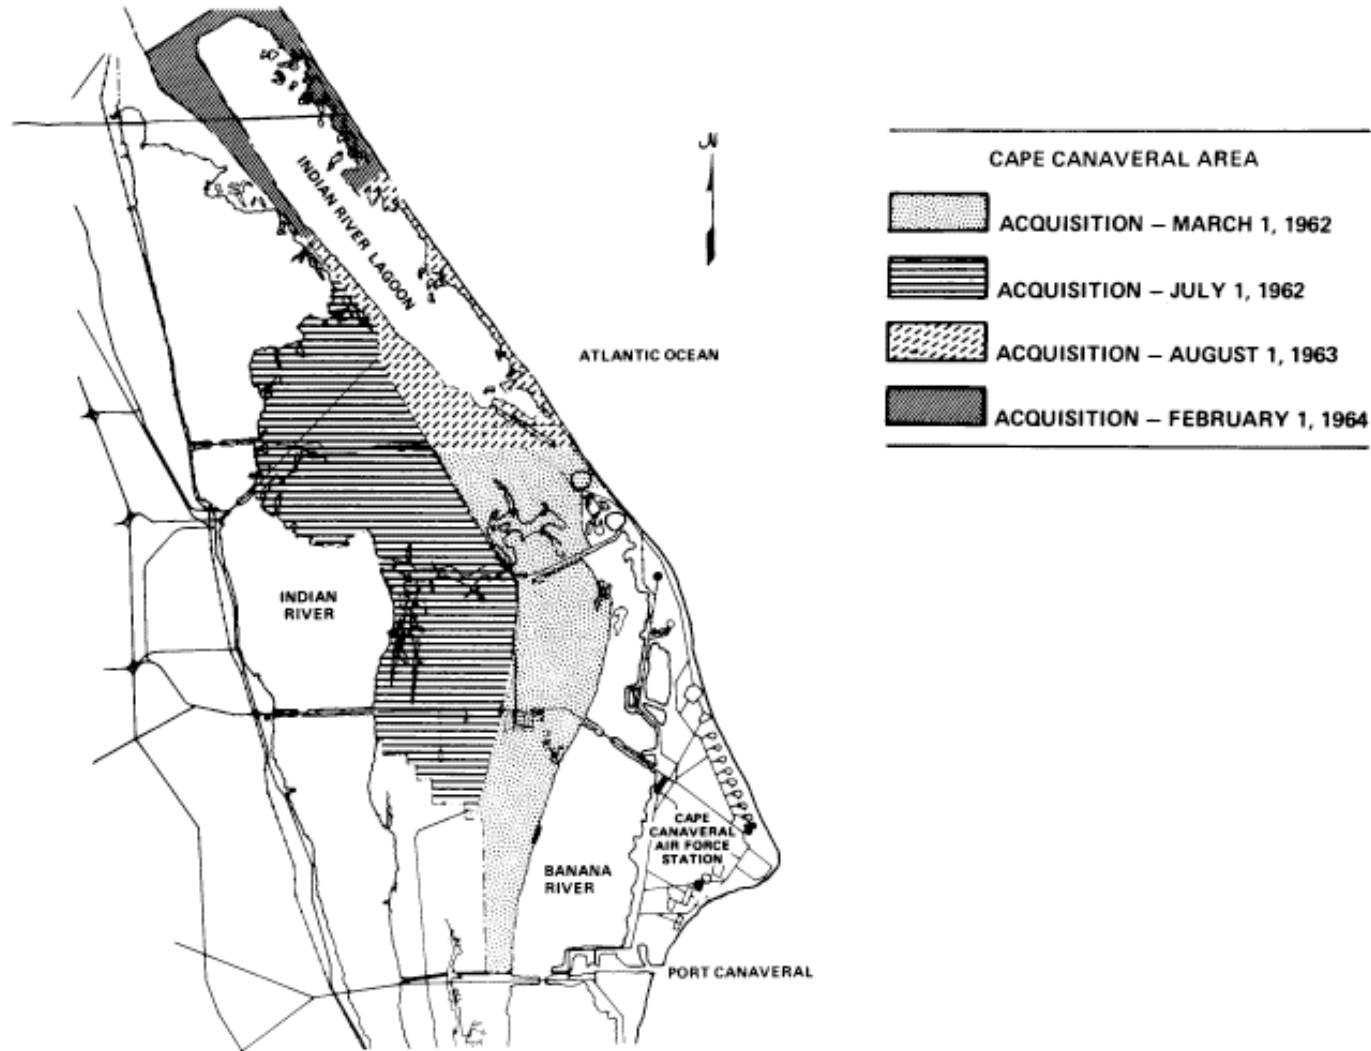 N
CAPE CANAVERAL AREA
ACQUISITION – MARCH 1, 1962
ACQUISITION – JULY 1, 1962
ACQUISITION – AUGUST 1, 1963
ACQUISITION – FEBRUARY 1, 1964
INDIAN RIVER LAGOON
ATLANTIC OCEAN
INDIAN
RIVER
CAPE
CANAVERAL
AIR FORCE
STATION
BANANA
RIVER
PORT CANAVERAL